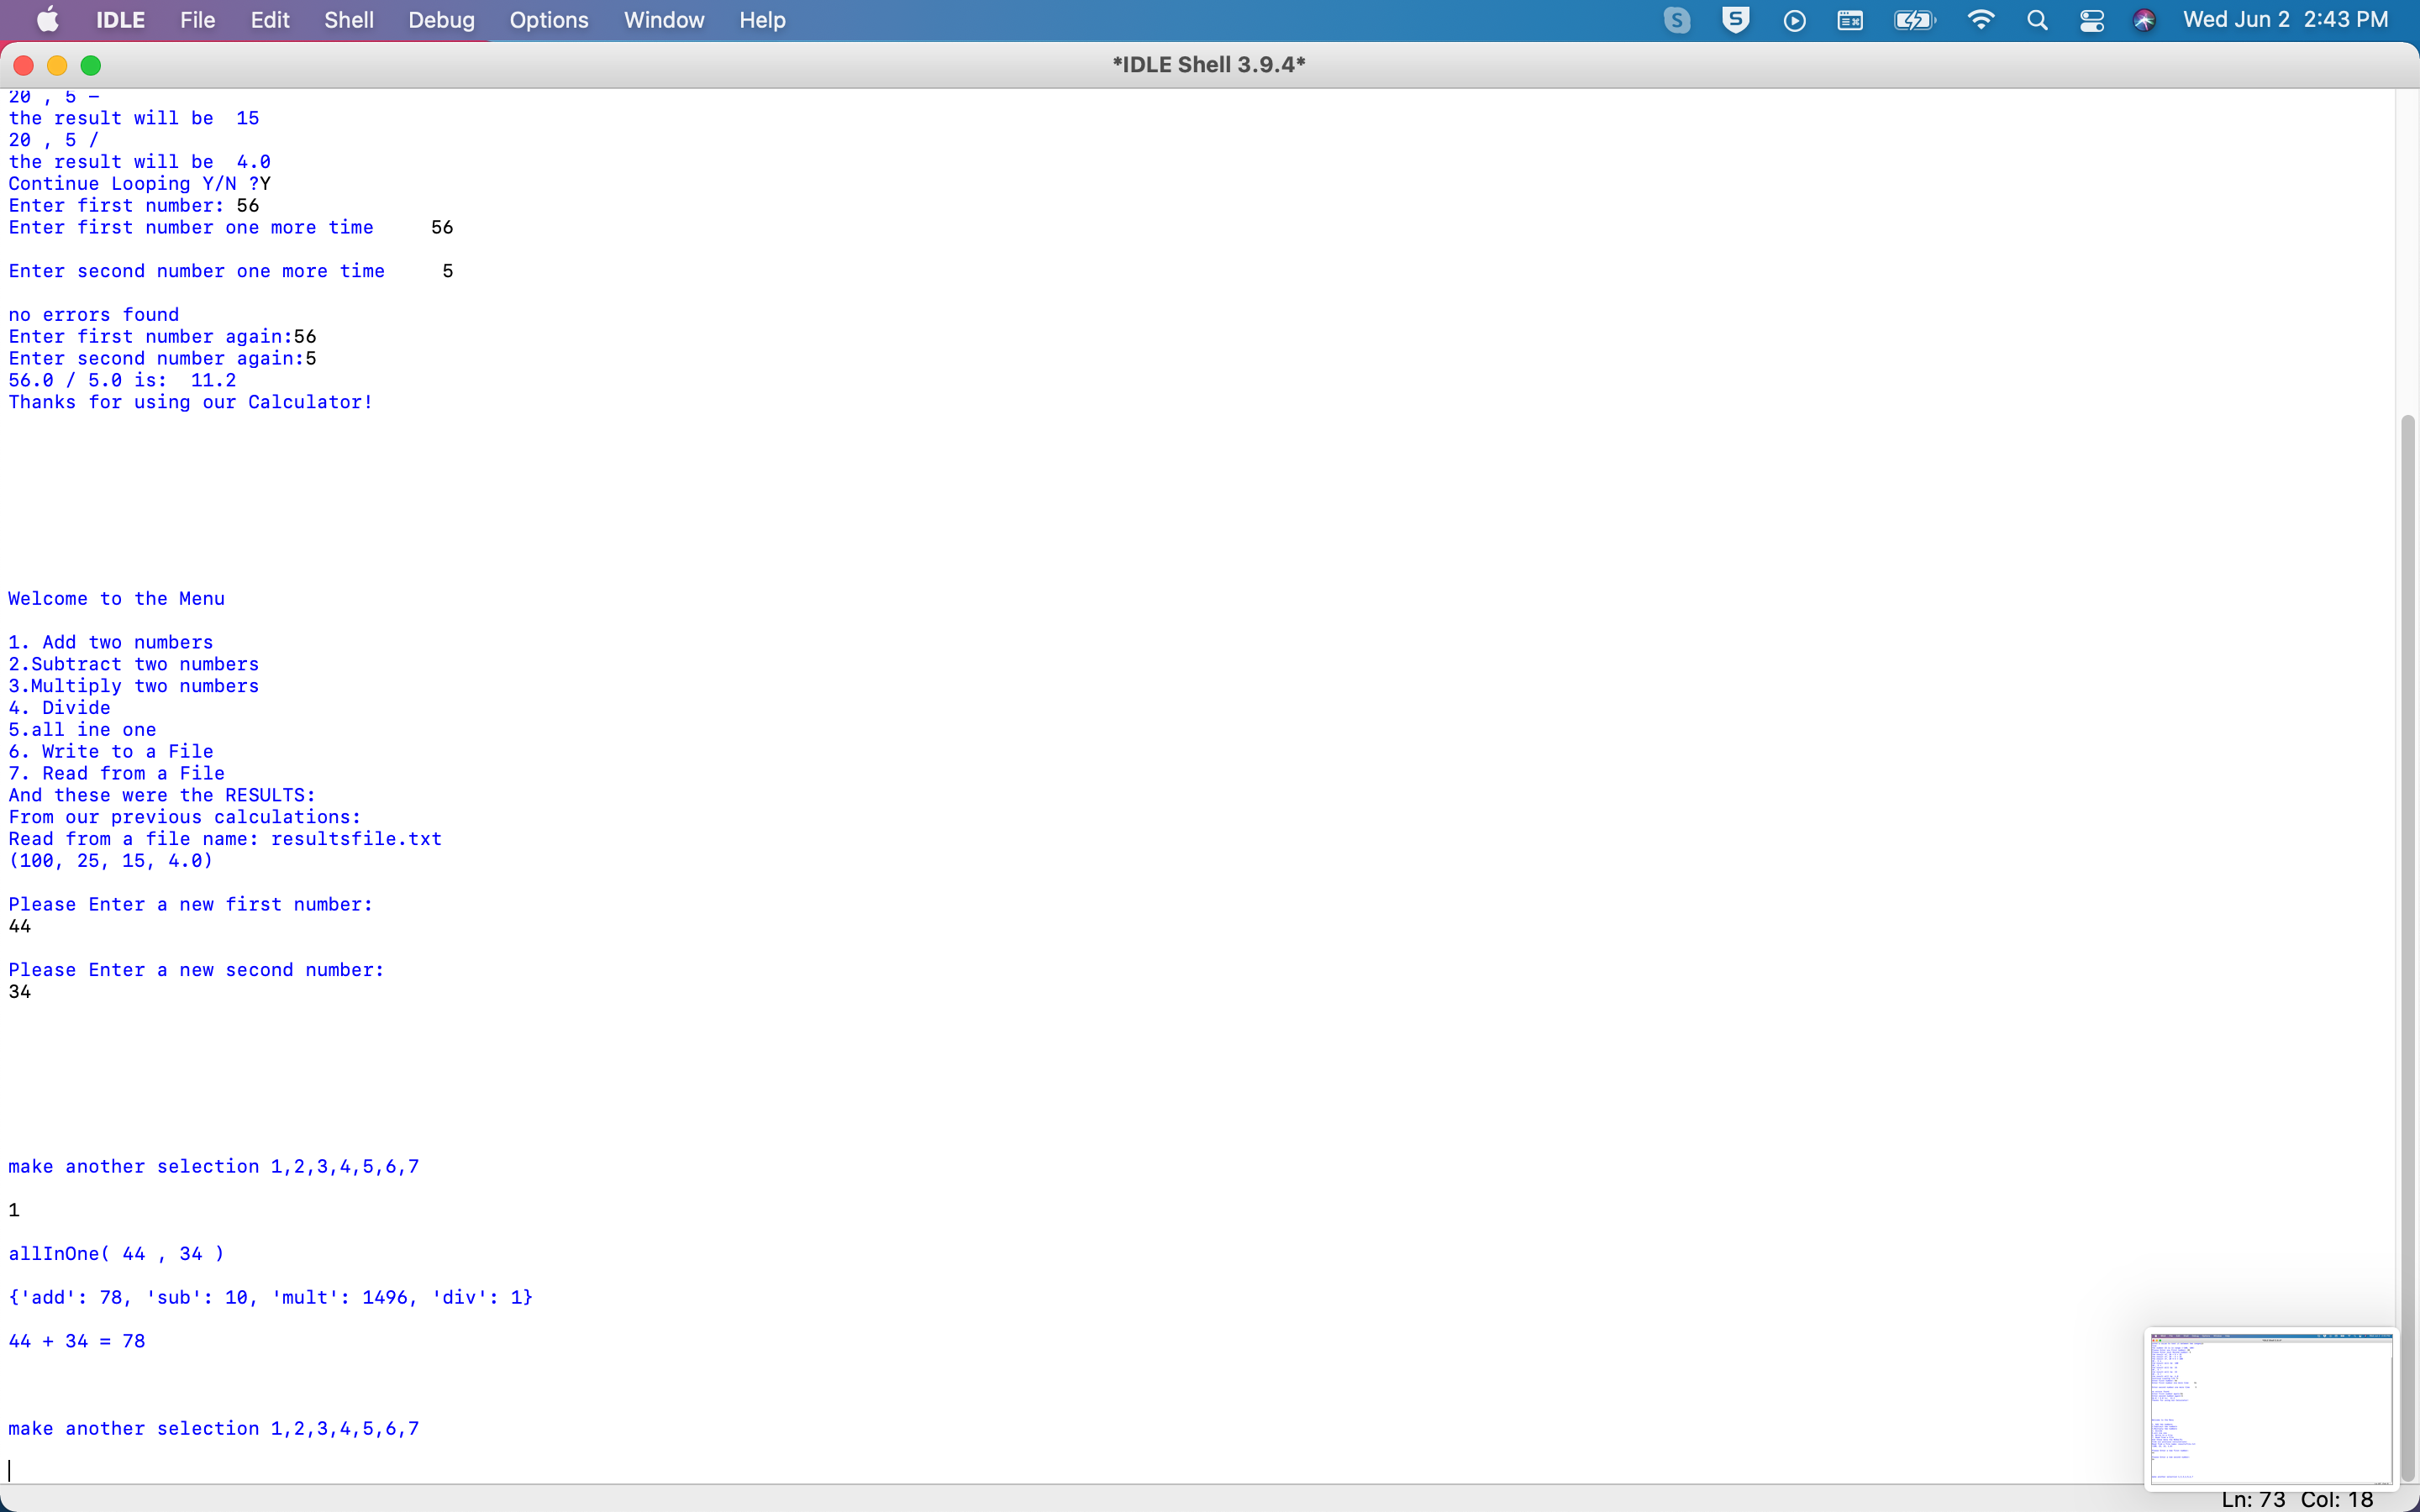 IDLE File Edit Shell Debug Options Window Help Wed Jun 2 2:43 PM
*IDLE Shell 3.9.4*
20 , 5 –
the result will be  15
20 , 5 /
the result will be  4.0
Continue Looping Y/N ?Y
Enter first number: 56
Enter first number one more time     56
Enter second number one more time     5
no errors found
Enter first number again:56
Enter second number again:5
56.0 / 5.0 is:  11.2
Thanks for using our Calculator!
Welcome to the Menu
1. Add two numbers
2.Subtract two numbers
3.Multiply two numbers
4. Divide
5.all ine one
6. Write to a File
7. Read from a File
And these were the RESULTS:
From our previous calculations:
Read from a file name: resultsfile.txt
(100, 25, 15, 4.0)
Please Enter a new first number:
44
Please Enter a new second number:
34
make another selection 1,2,3,4,5,6,7
1
allInOne( 44 , 34 )
{'add': 78, 'sub': 10, 'mult': 1496, 'div': 1}
44 + 34 = 78
make another selection 1,2,3,4,5,6,7
Ln: 73 Col: 18